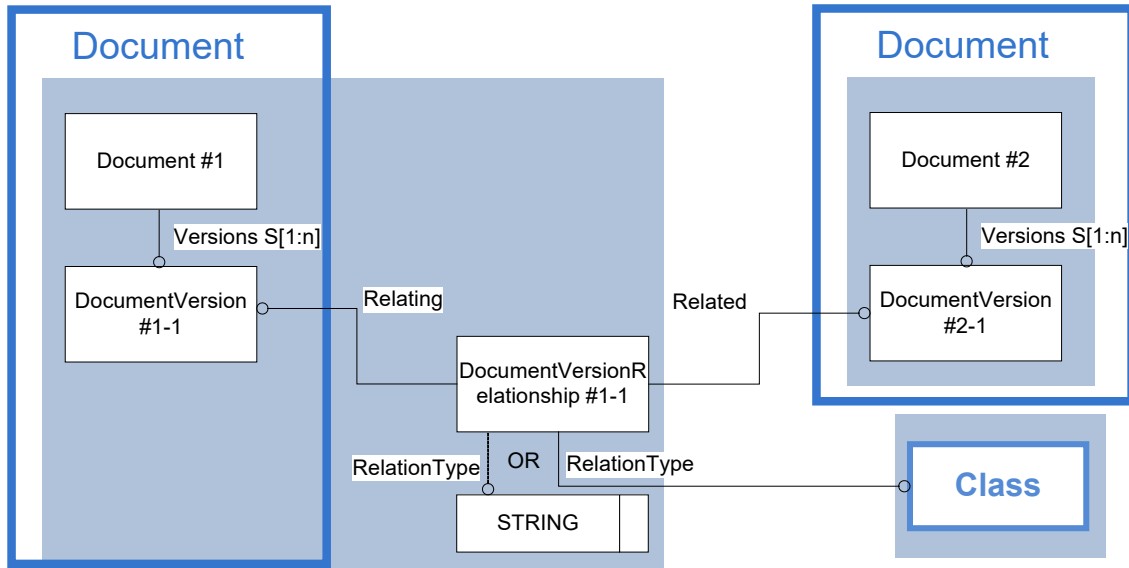 Document
Document
Document #1
Document #2
Versions S[1:n]
Versions S[1:n]
DocumentVersion
#1-1
Relating
Related
DocumentVersion
#2-1
DocumentVersionR
elationship #1-1
RelationType
OR
RelationType
STRING
Class